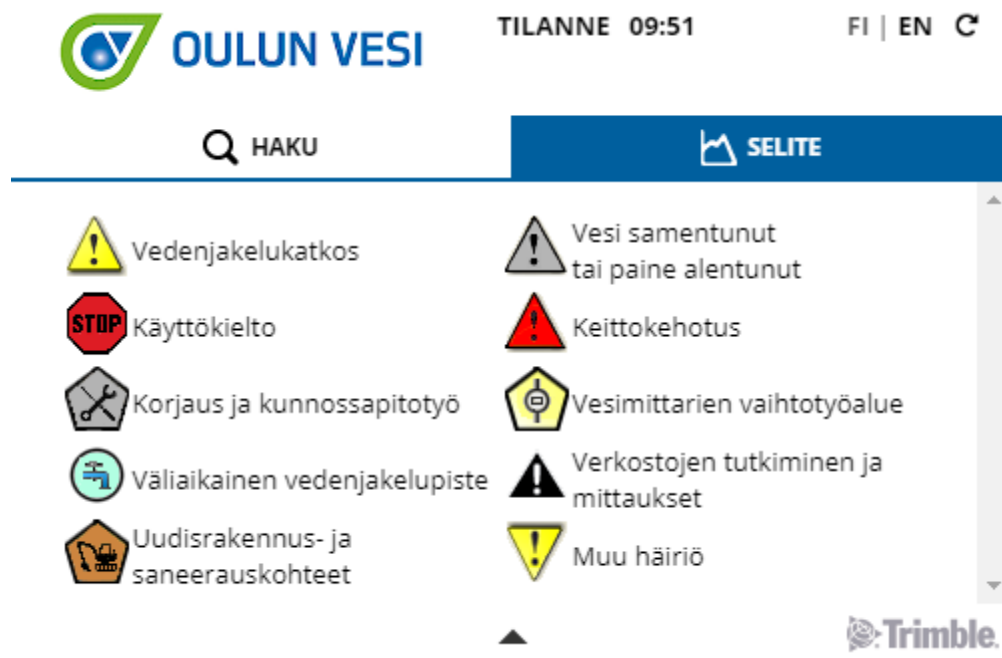 OULUN VESI
TILANNE 09:51
FI | EN
HAKU
SELITE
Vedenjakelukatkos
Vesi samentunut
tai paine alentunut
STOP
Käyttökielto
Keittokehotus
Korjaus ja kunnossapitotyö
Vesimittarien vaihtotyöalue
Väliaikainen vedenjakelupiste
Verkostojen tutkiminen ja
mittaukset
Uudisrakennus- ja
saneerauskohteet
Muu häiriö
Trimble.